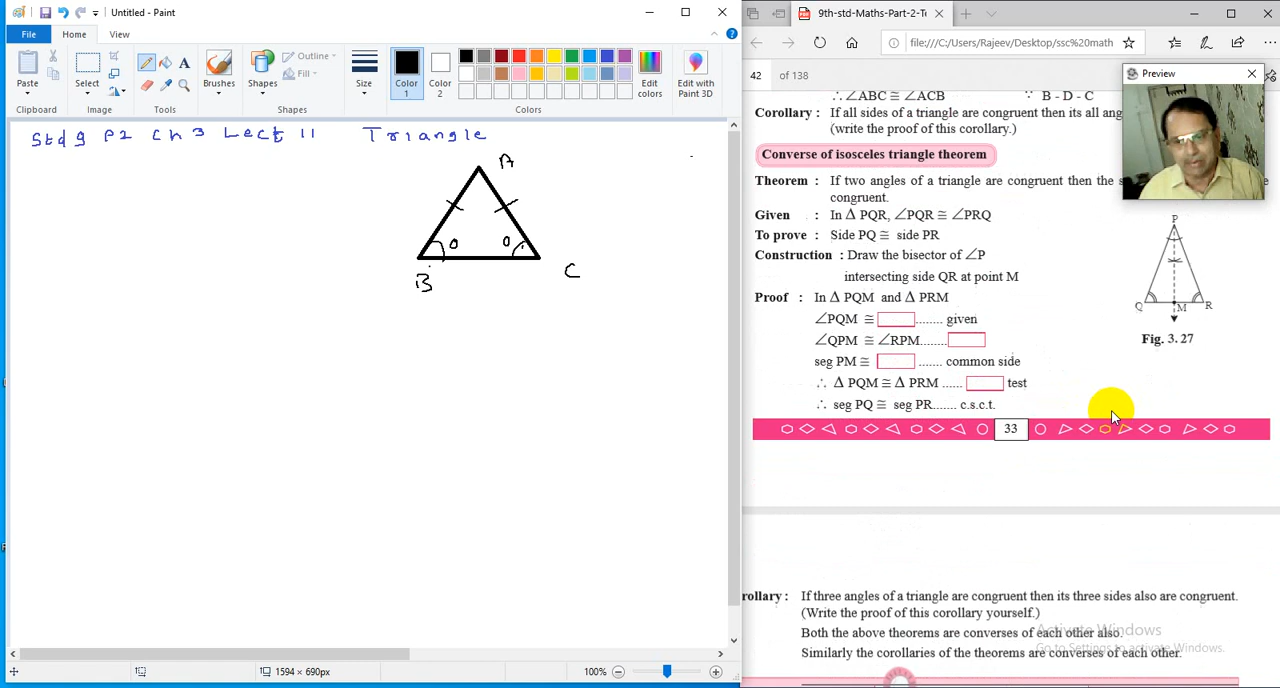 Untitled - Paint
File Home View
Paste
Select
Brushes
Shapes
Outline
Fill
Size
Color 1
Color 2
Edit colors
Edit with Paint 3D
Clipboard Image Tools Shapes Colors
Std 9 P2 Ch 3 Lect 11 Triangle
A
B
C
1594 × 690px
100%
9th-std-Maths-Part-2-Te
file:///C:/Users/Rajeev/Desktop/ssc%20math
42 of 138
Preview
∴ ∠ABC ≅ ∠ACB ∵ B - D - C
Corollary : If all sides of a triangle are congruent then its all
(write the proof of this corollary.)
Converse of isosceles triangle theorem
Theorem : If two angles of a triangle are congruent then the
congruent.
Given : In Δ PQR, ∠PQR ≅ ∠PRQ
To prove : Side PQ ≅ side PR
Construction : Draw the bisector of ∠P
intersecting side QR at point M
Proof : In Δ PQM and Δ PRM
∠PQM ≅ ........ given
∠QPM ≅ ∠RPM........
seg PM ≅ ....... common side
∴ Δ PQM ≅ Δ PRM ...... test
∴ seg PQ ≅ seg PR....... c.s.c.t.
P
Q M R
Fig. 3.27
33
rollary : If three angles of a triangle are congruent then its three sides also are congruent.
(Write the proof of this corollary yourself.)
Both the above theorems are converses of each other also.
Similarly the corollaries of the theorems are converses of each other.
Activate Windows
Go to Settings to activate Windows.